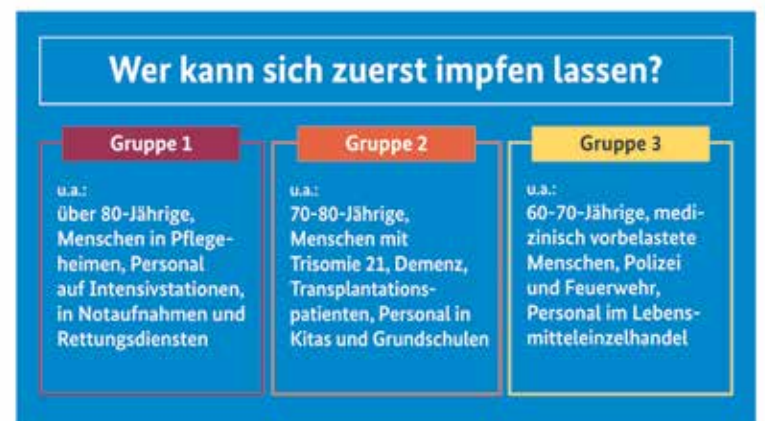 Wer kann sich zuerst impfen lassen?
Gruppe 1
u.a.:
über 80-Jährige,
Menschen in Pflege-
heimen, Personal
auf Intensivstationen,
in Notaufnahmen und
Rettungsdiensten
Gruppe 2
u.a.:
70-80-Jährige,
Menschen mit
Trisomie 21, Demenz,
Transplantations-
patienten, Personal in
Kitas und Grundschulen
Gruppe 3
u.a.:
60-70-Jährige, medi-
zinisch vorbelastete
Menschen, Polizei
und Feuerwehr,
Personal im Lebens-
mitteleinzelhandel